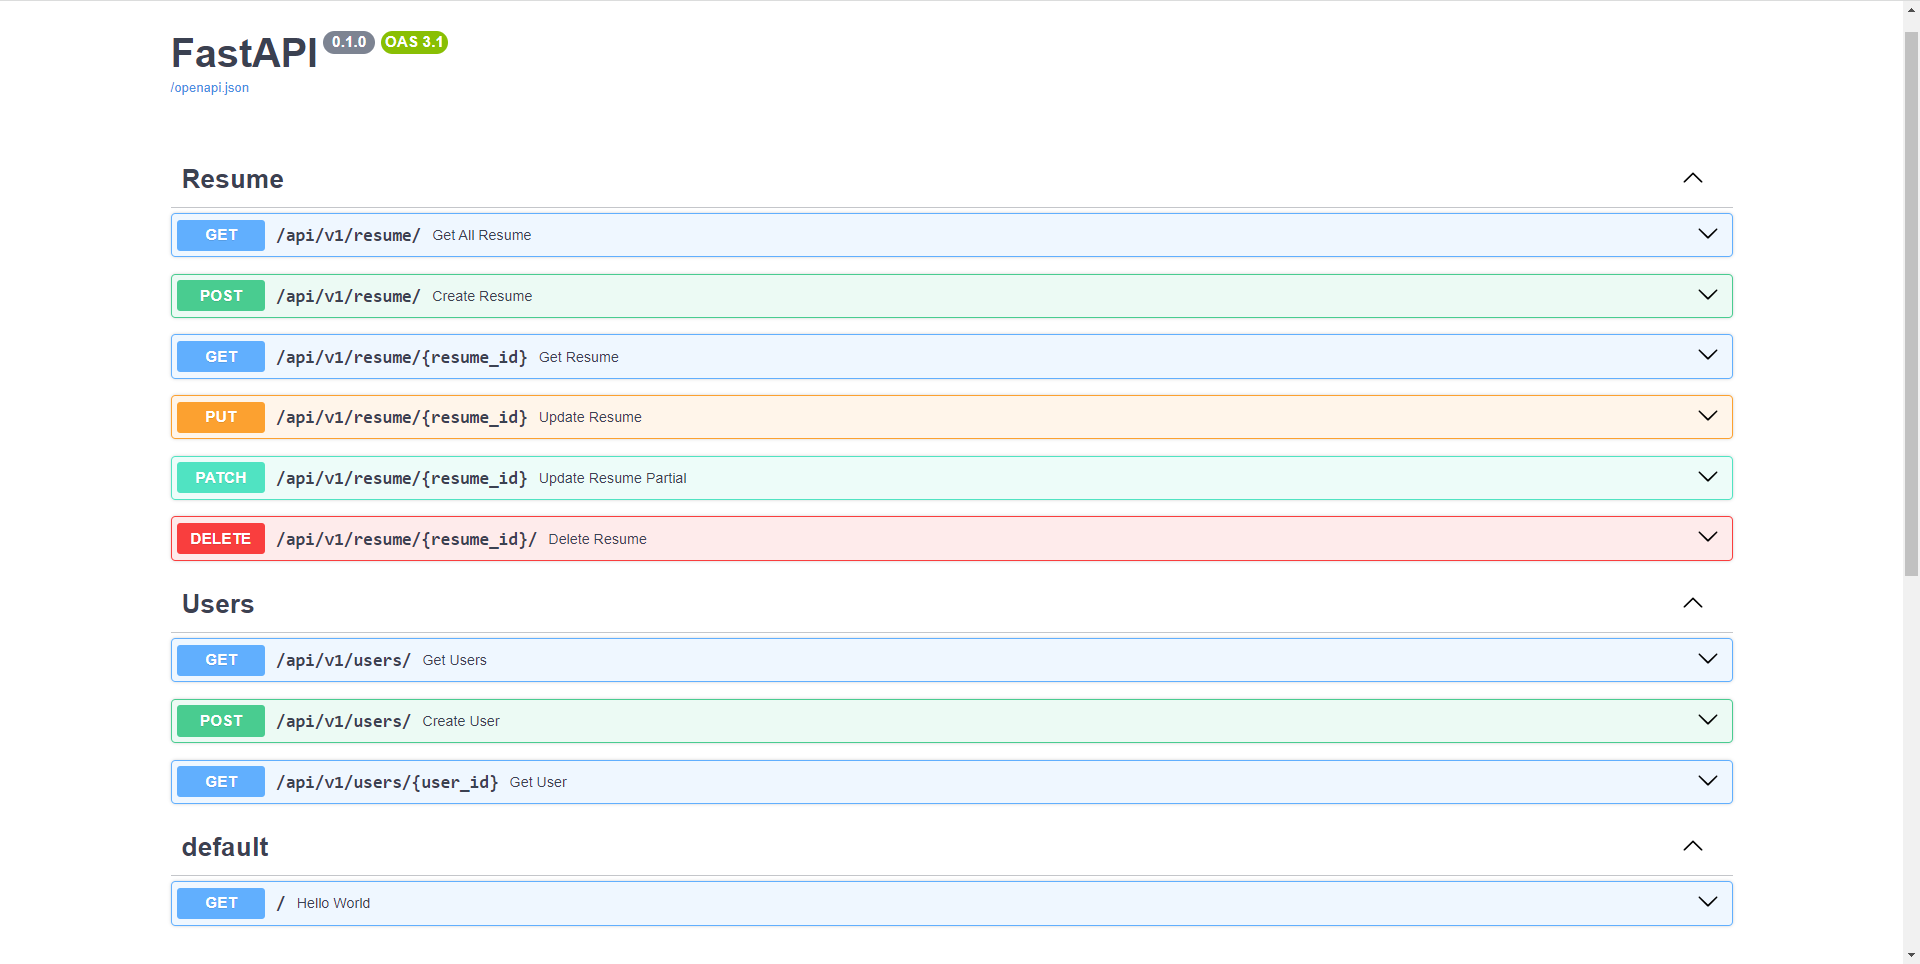 FastAPI 0.1.0 OAS 3.1
/openapi.json
Resume
GET /api/v1/resume/ Get All Resume
POST /api/v1/resume/ Create Resume
GET /api/v1/resume/{resume_id} Get Resume
PUT /api/v1/resume/{resume_id} Update Resume
PATCH /api/v1/resume/{resume_id} Update Resume Partial
DELETE /api/v1/resume/{resume_id}/ Delete Resume
Users
GET /api/v1/users/ Get Users
POST /api/v1/users/ Create User
GET /api/v1/users/{user_id} Get User
default
GET / Hello World